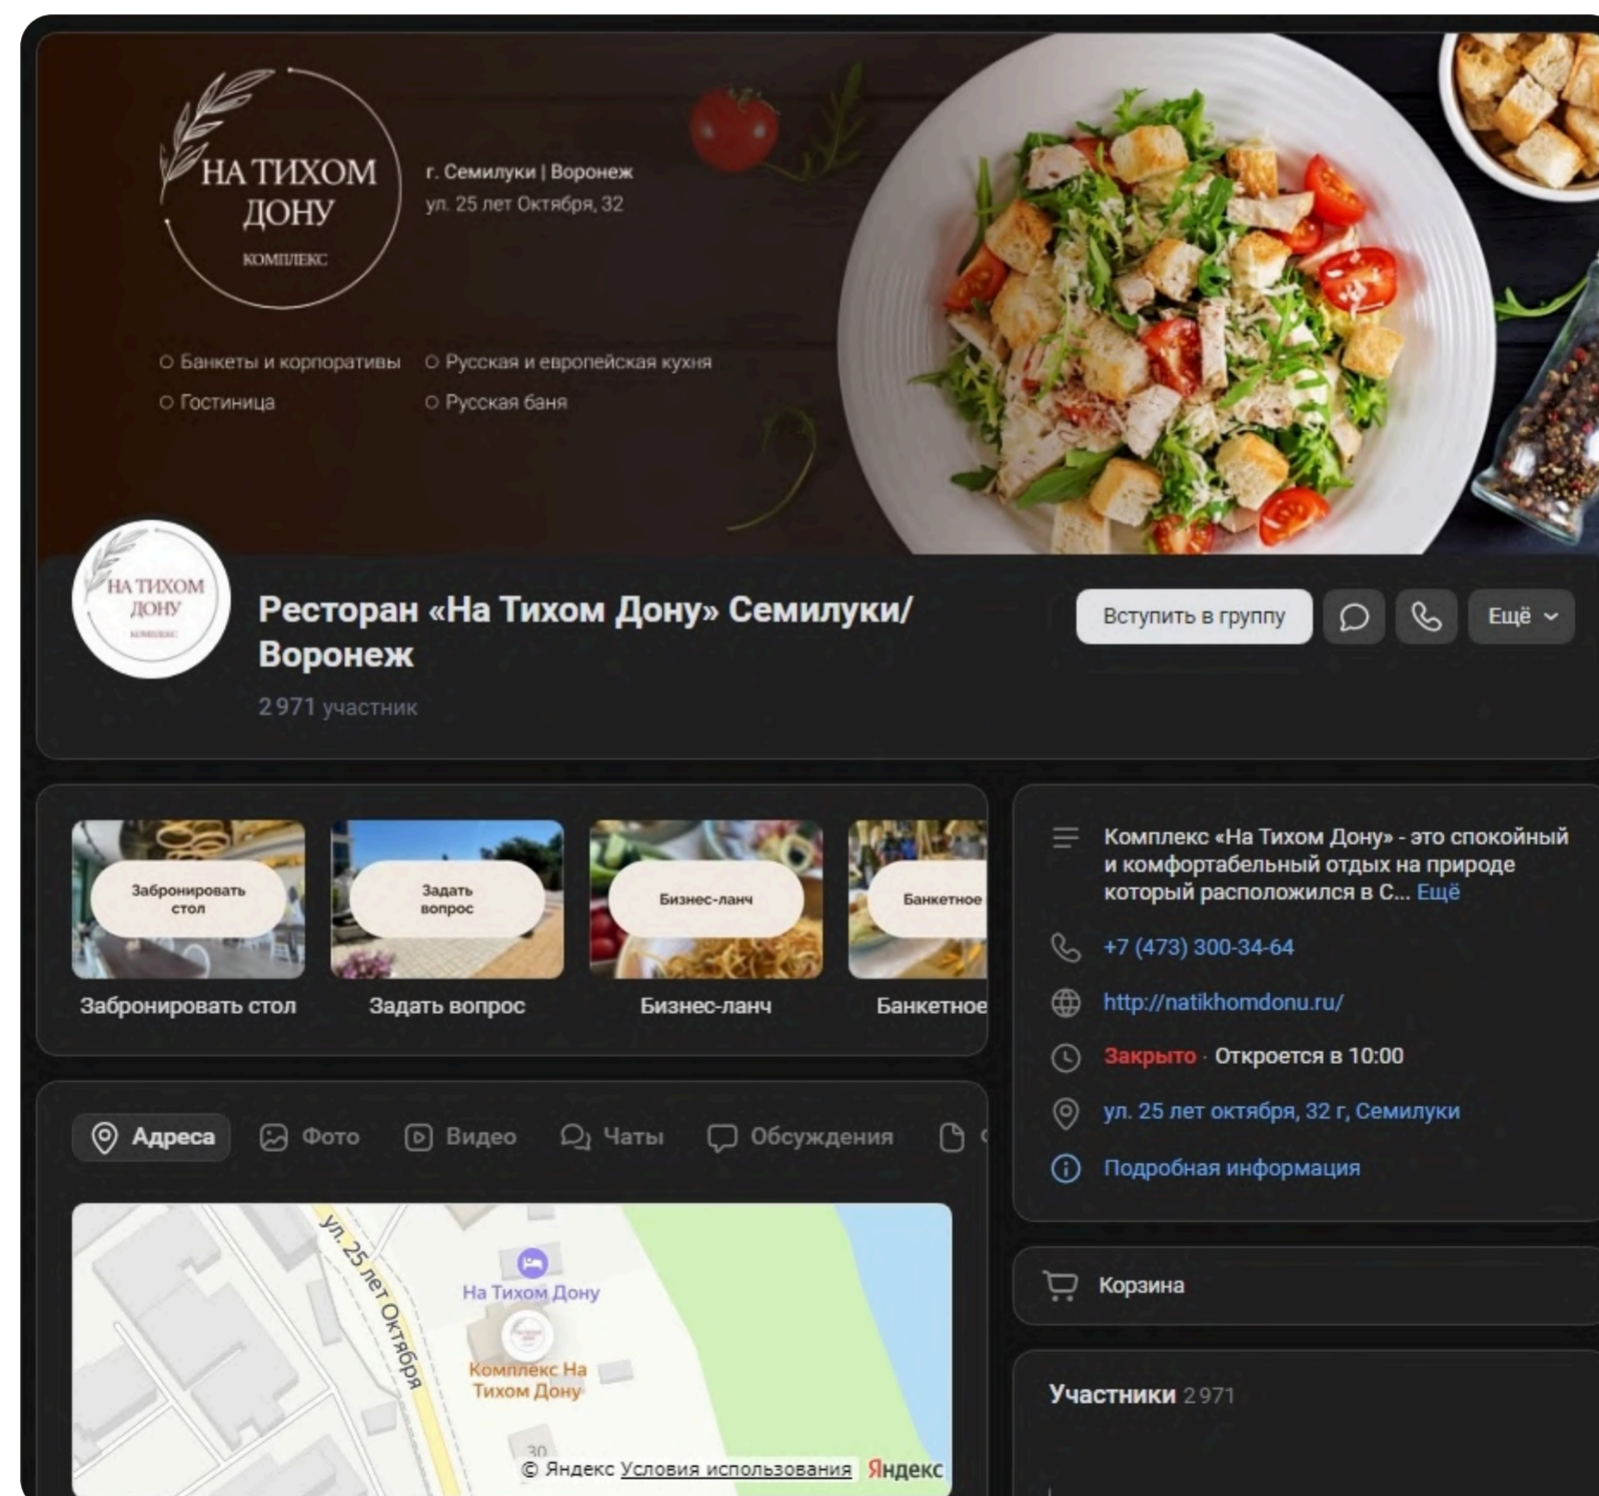 НА ТИХОМ
ДОНУ
КОМПЛЕКС
г. Семилуки | Воронеж
ул. 25 лет Октября, 32
Банкеты и корпоративы
Русская и европейская кухня
Гостиница
Русская баня
НА ТИХОМ
ДОНУ
КОМПЛЕКС
Ресторан «На Тихом Дону» Семилуки/
Воронеж
2 971 участник
Вступить в группу
Ещё
Забронировать
стол
Задать
вопрос
Бизнес-ланч
Банкетное
Забронировать стол
Задать вопрос
Бизнес-ланч
Банкетное
Комплекс «На Тихом Дону» - это спокойный
и комфортабельный отдых на природе
который расположился в С... Ещё
+7 (473) 300-34-64
http://natikhomdonu.ru/
Закрыто · Откроется в 10:00
ул. 25 лет октября, 32 г, Семилуки
Подробная информация
Адреса
Фото
Видео
Чаты
Обсуждения
ул. 25 лет Октября
На Тихом Дону
Комплекс На
Тихом Дону
30
© Яндекс Условия использования
Яндекс
Корзина
Участники 2 971